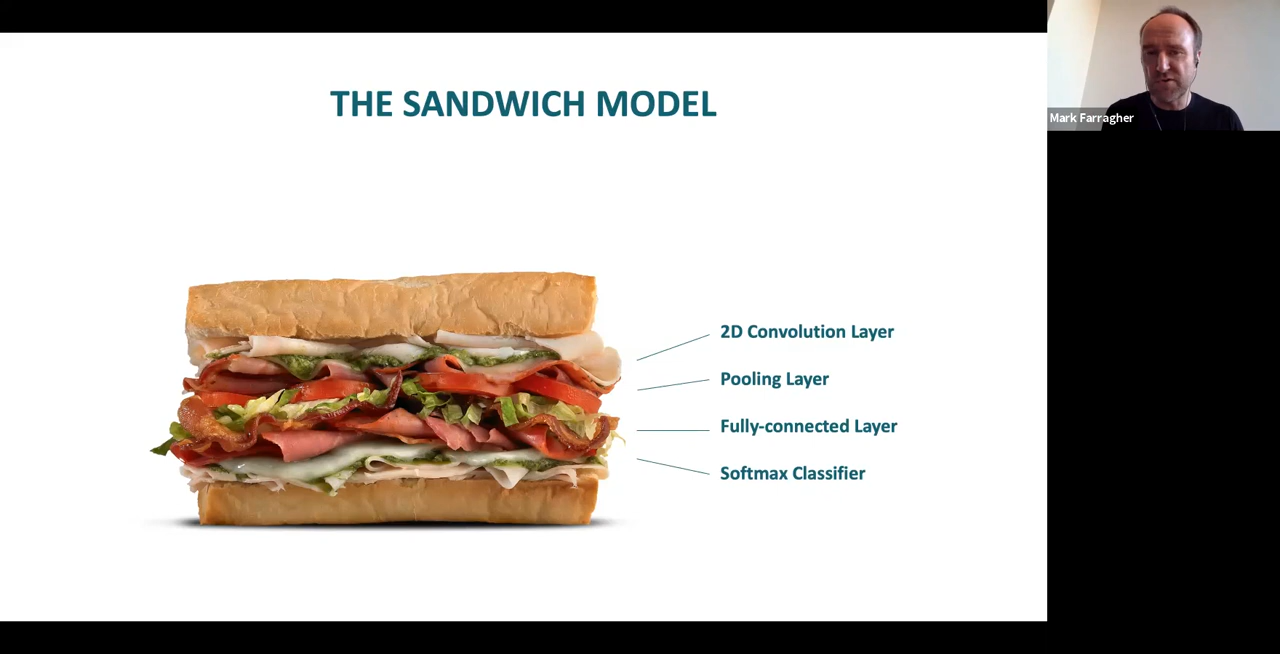 THE SANDWICH MODEL
2D Convolution Layer
Pooling Layer
Fully-connected Layer
Softmax Classifier
Mark Farragher